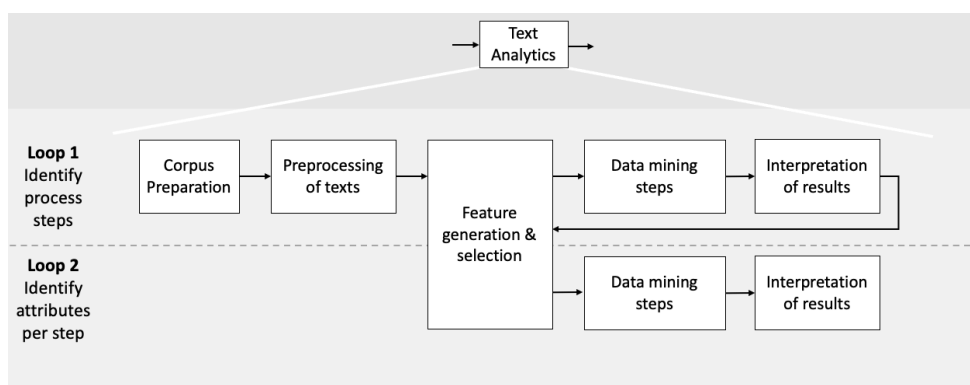 Text
Analytics
Loop 1
Identify
process
steps
Corpus
Preparation
Preprocessing
of texts
Feature
generation &
selection
Data mining
steps
Interpretation
of results
Loop 2
Identify
attributes
per step
Data mining
steps
Interpretation
of results